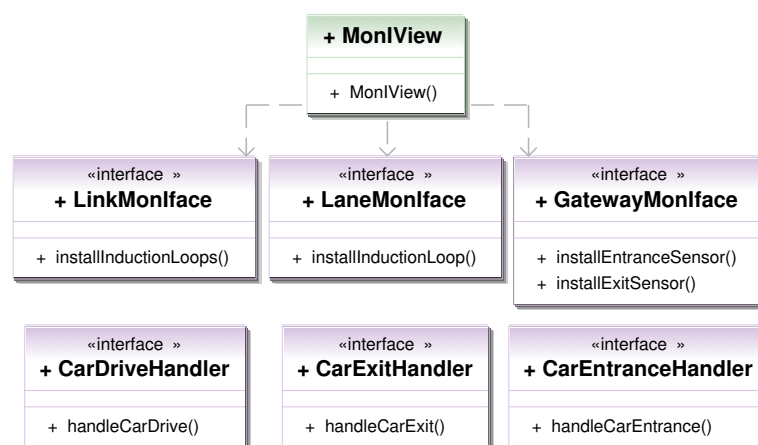 + MonIView
+ MonIView()
«interface »
+ LinkMonIface
+ installInductionLoops()
«interface »
+ LaneMonIface
+ installInductionLoop()
«interface »
+ GatewayMonIface
+ installEntranceSensor()
+ installExitSensor()
«interface »
+ CarDriveHandler
+ handleCarDrive()
«interface »
+ CarExitHandler
+ handleCarExit()
«interface »
+ CarEntranceHandler
+ handleCarEntrance()